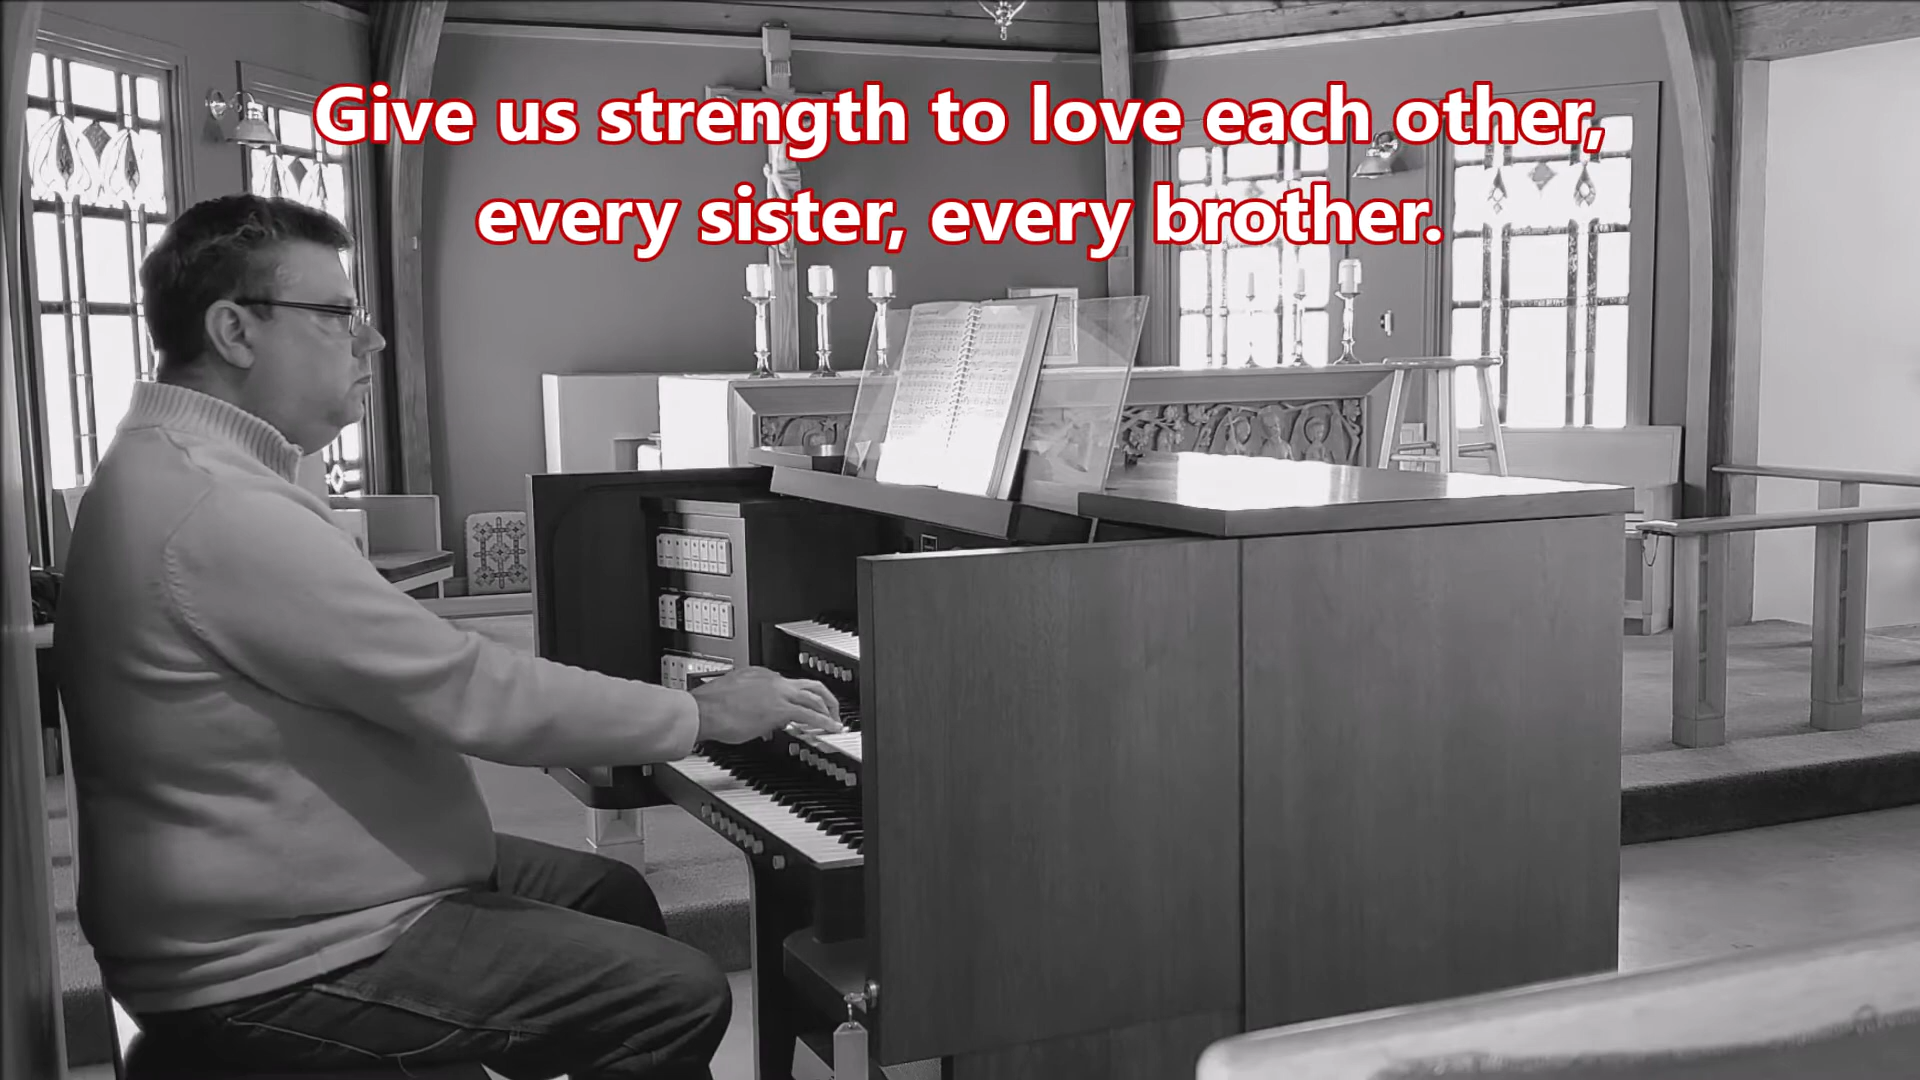 Give us strength to love each other,
every sister, every brother.